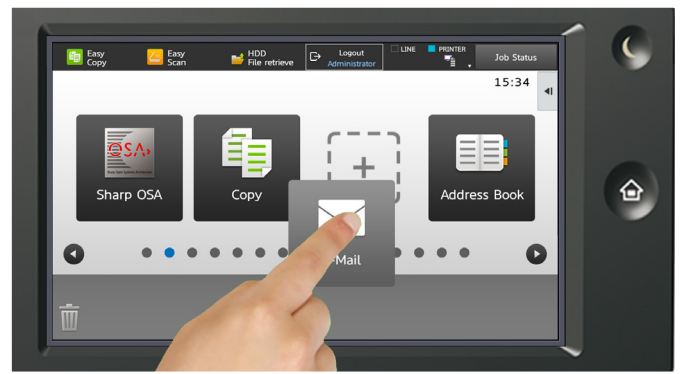 Easy
Copy
Easy
Scan
HDD
File retrieve
Logout
Administrator
LINE
PRINTER
Job Status
15:34
OSA
Sharp OSA
Copy
Address Book
-Mail